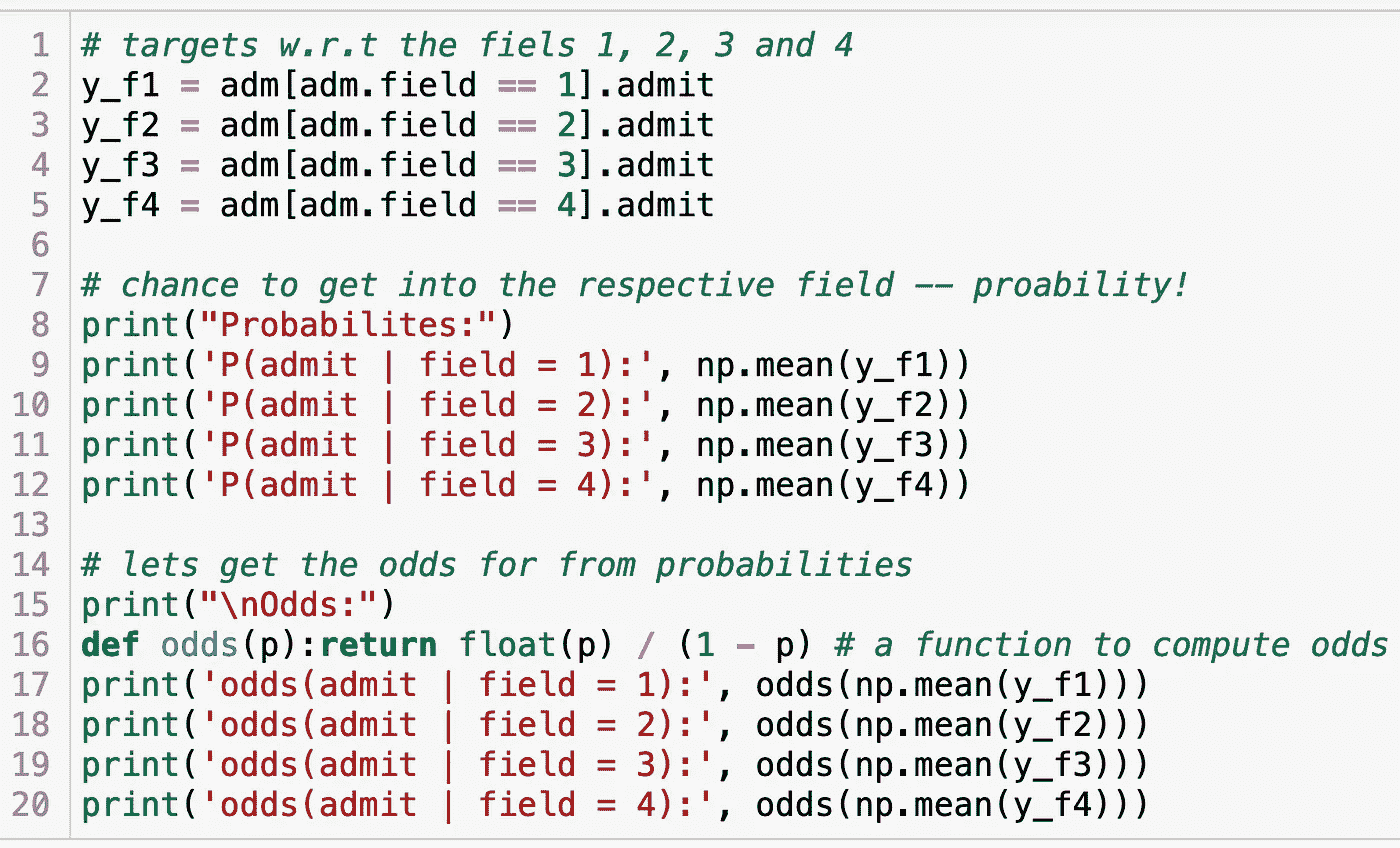 1 # targets w.r.t the fiels 1, 2, 3 and 4
2 y_f1 = adm[adm.field == 1].admit
3 y_f2 = adm[adm.field == 2].admit
4 y_f3 = adm[adm.field == 3].admit
5 y_f4 = adm[adm.field == 4].admit
6
7 # chance to get into the respective field -- proability!
8 print("Probabilites:")
9 print('P(admit | field = 1):', np.mean(y_f1))
10 print('P(admit | field = 2):', np.mean(y_f2))
11 print('P(admit | field = 3):', np.mean(y_f3))
12 print('P(admit | field = 4):', np.mean(y_f4))
13
14 # lets get the odds for from probabilities
15 print("\nOdds:")
16 def odds(p):return float(p) / (1 - p) # a function to compute odds
17 print('odds(admit | field = 1):', odds(np.mean(y_f1)))
18 print('odds(admit | field = 2):', odds(np.mean(y_f2)))
19 print('odds(admit | field = 3):', odds(np.mean(y_f3)))
20 print('odds(admit | field = 4):', odds(np.mean(y_f4)))